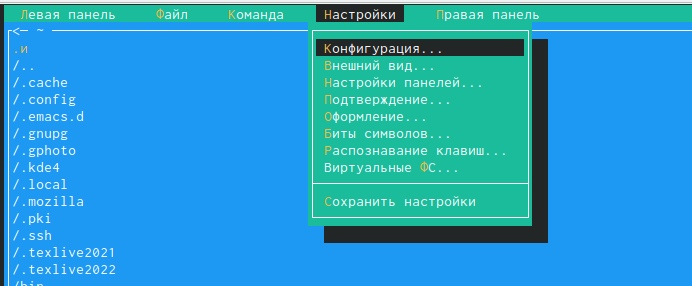 Левая панель Файл Команда Настройки Правая панель
<– ~
.и
/..
/.cache
/.config
/.emacs.d
/.gnupg
/.gphoto
/.kde4
/.local
/.mozilla
/.pki
/.ssh
/.texlive2021
/.texlive2022
/bin
Конфигурация...
Внешний вид...
Настройки панелей...
Подтверждение...
Оформление...
Биты символов...
Распознавание клавиш...
Виртуальные ФС...
Сохранить настройки